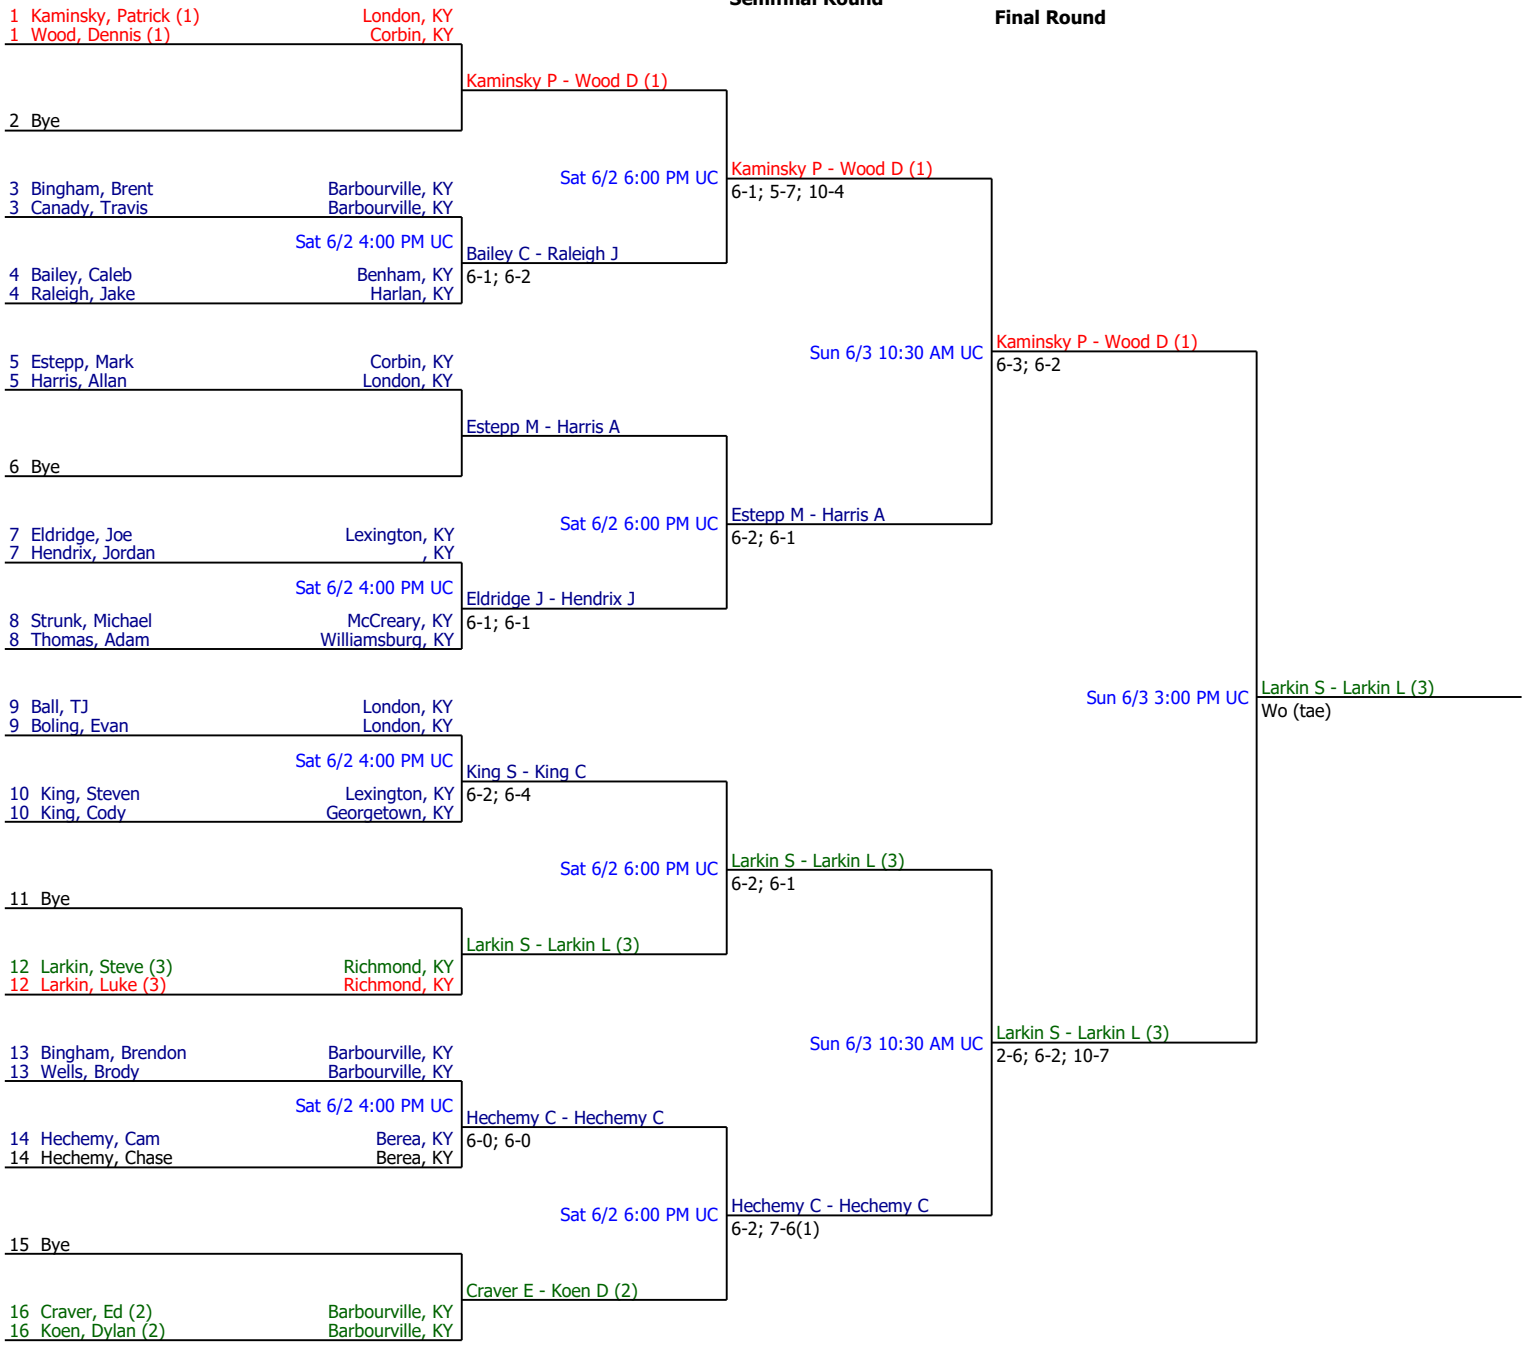 Semifinal Round
Final Round
1 Kaminsky, Patrick (1) London, KY
1 Wood, Dennis (1) Corbin, KY
Kaminsky P - Wood D (1)
2 Bye
Sat 6/2 6:00 PM UC
Kaminsky P - Wood D (1)
6-1; 5-7; 10-4
3 Bingham, Brent Barbourville, KY
3 Canady, Travis Barbourville, KY
Sat 6/2 4:00 PM UC
Bailey C - Raleigh J
6-1; 6-2
4 Bailey, Caleb Benham, KY
4 Raleigh, Jake Harlan, KY
Sun 6/3 10:30 AM UC
Kaminsky P - Wood D (1)
6-3; 6-2
5 Estepp, Mark Corbin, KY
5 Harris, Allan London, KY
Estepp M - Harris A
6 Bye
Sat 6/2 6:00 PM UC
Estepp M - Harris A
6-2; 6-1
7 Eldridge, Joe Lexington, KY
7 Hendrix, Jordan , KY
Sat 6/2 4:00 PM UC
Eldridge J - Hendrix J
6-1; 6-1
8 Strunk, Michael McCreary, KY
8 Thomas, Adam Williamsburg, KY
Sun 6/3 3:00 PM UC
Larkin S - Larkin L (3)
Wo (tae)
9 Ball, TJ London, KY
9 Boling, Evan London, KY
Sat 6/2 4:00 PM UC
King S - King C
6-2; 6-4
10 King, Steven Lexington, KY
10 King, Cody Georgetown, KY
Sat 6/2 6:00 PM UC
Larkin S - Larkin L (3)
6-2; 6-1
11 Bye
Larkin S - Larkin L (3)
12 Larkin, Steve (3) Richmond, KY
12 Larkin, Luke (3) Richmond, KY
Sun 6/3 10:30 AM UC
Larkin S - Larkin L (3)
2-6; 6-2; 10-7
13 Bingham, Brendon Barbourville, KY
13 Wells, Brody Barbourville, KY
Sat 6/2 4:00 PM UC
Hechemy C - Hechemy C
6-0; 6-0
14 Hechemy, Cam Berea, KY
14 Hechemy, Chase Berea, KY
Sat 6/2 6:00 PM UC
Hechemy C - Hechemy C
6-2; 7-6(1)
15 Bye
Craver E - Koen D (2)
16 Craver, Ed (2) Barbourville, KY
16 Koen, Dylan (2) Barbourville, KY